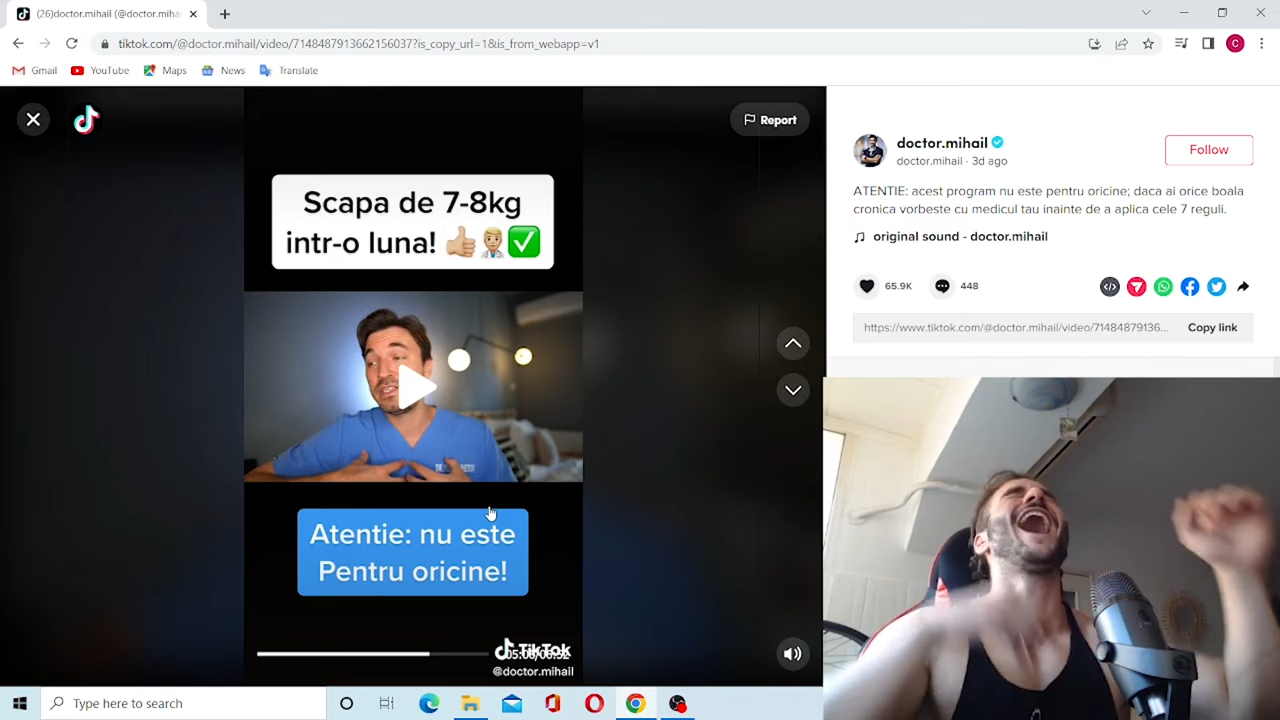 (26)doctor.mihail (@doctor.miha
tiktok.com/@doctor.mihail/video/7148487913662156037?is_copy_url=1&is_from_webapp=v1
C
Gmail
YouTube
Maps
News
Translate
Report
Scapa de 7-8kg
intr-o luna! 👍🏼👨🏼‍⚕️✅
Atentie: nu este
Pentru oricine!
TikTok
@doctor.mihail
doctor.mihail
doctor.mihail · 3d ago
Follow
ATENTIE: acest program nu este pentru oricine; daca ai orice boala
cronica vorbeste cu medicul tau inainte de a aplica cele 7 reguli.
original sound - doctor.mihail
65.9K
448
https://www.tiktok.com/@doctor.mihail/video/71484879136...
Copy link
Type here to search